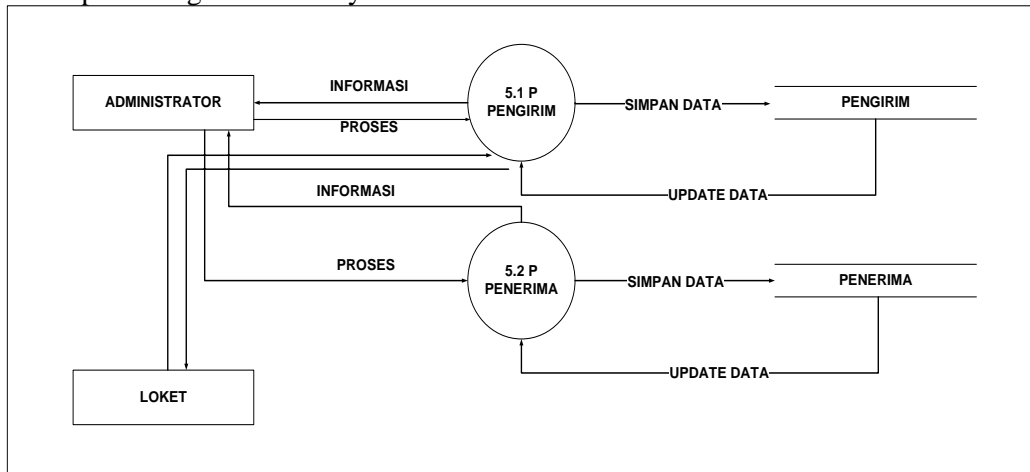 ADMINISTRATOR
INFORMASI
PROSES
5.1 P
PENGIRIM
SIMPAN DATA
PENGIRIM
UPDATE DATA
INFORMASI
PROSES
5.2 P
PENERIMA
SIMPAN DATA
PENERIMA
UPDATE DATA
LOKET